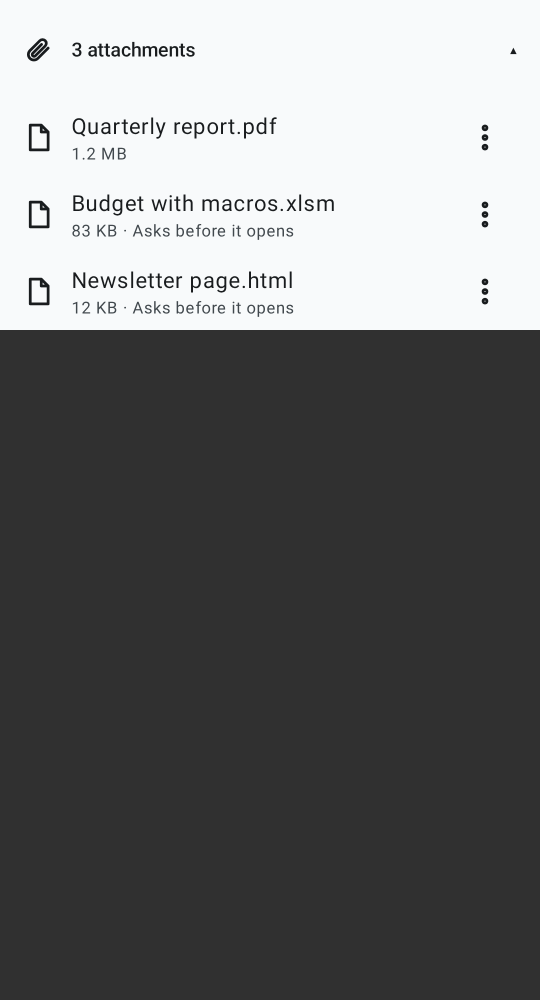 3 attachments
Quarterly report.pdf
1.2 MB
Budget with macros.xlsm
83 KB · Asks before it opens
Newsletter page.html
12 KB · Asks before it opens